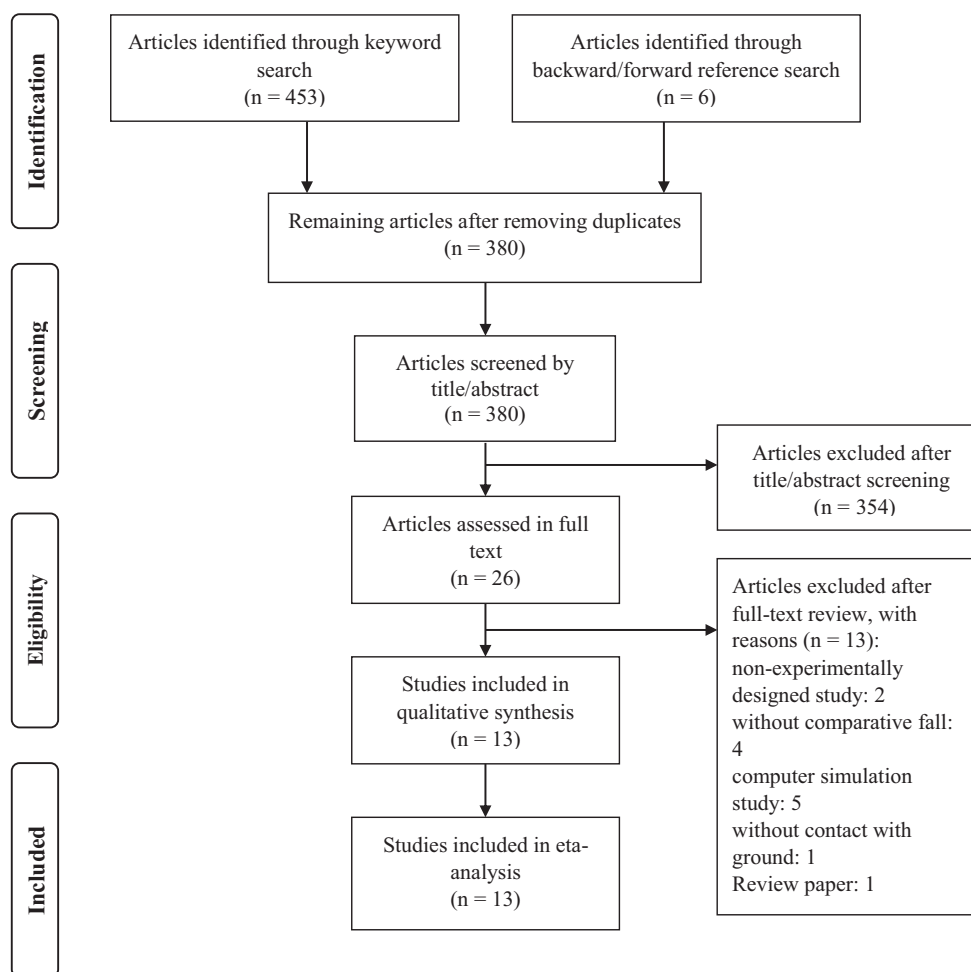 Identification
Articles identified through keyword
search
(n = 453)
Articles identified through
backward/forward reference search
(n = 6)
Remaining articles after removing duplicates
(n = 380)
Screening
Articles screened by
title/abstract
(n = 380)
Articles excluded after
title/abstract screening
(n = 354)
Eligibility
Articles assessed in full
text
(n = 26)
Articles excluded after
full-text review, with
reasons (n = 13):
non-experimentally
designed study: 2
without comparative fall:
4
computer simulation
study: 5
without contact with
ground: 1
Review paper: 1
Studies included in
qualitative synthesis
(n = 13)
Included
Studies included in eta-
analysis
(n = 13)